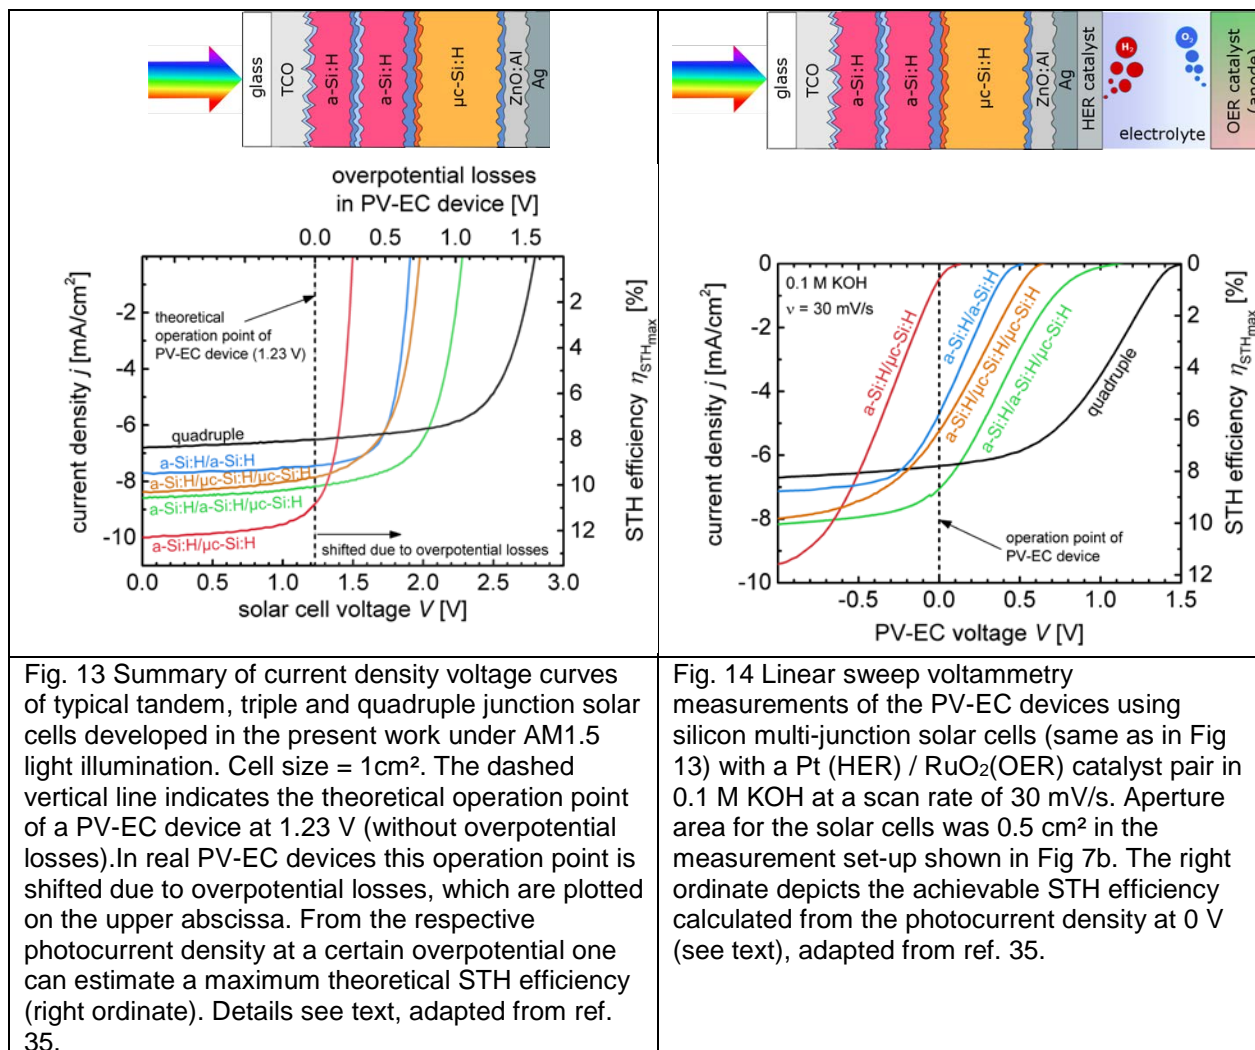 glass
TCO
a-Si:H
a-Si:H
µc-Si:H
ZnO:Al
Ag
overpotential losses
in PV-EC device [V]
0.0 0.5 1.0 1.5
current density j [mA/cm²]
-2
-4
-6
-8
-10
theoretical
operation point of
PV-EC device (1.23 V)
quadruple
a-Si:H/a-Si:H
a-Si:H/µc-Si:H/µc-Si:H
a-Si:H/a-Si:H/µc-Si:H
a-Si:H/µc-Si:H
shifted due to overpotential losses
2
4
6
8
10
12
STH efficiency ηSTHmax [%]
0.0 0.5 1.0 1.5 2.0 2.5 3.0
solar cell voltage V [V]
Fig. 13 Summary of current density voltage curves
of typical tandem, triple and quadruple junction solar
cells developed in the present work under AM1.5
light illumination. Cell size = 1cm². The dashed
vertical line indicates the theoretical operation point
of a PV-EC device at 1.23 V (without overpotential
losses).In real PV-EC devices this operation point is
shifted due to overpotential losses, which are plotted
on the upper abscissa. From the respective
photocurrent density at a certain overpotential one
can estimate a maximum theoretical STH efficiency
(right ordinate). Details see text, adapted from ref.
35.
glass
TCO
a-Si:H
a-Si:H
µc-Si:H
ZnO:Al
Ag
HER catalyst
H₂
O₂
electrolyte
OER catalyst
(anode)
current density j [mA/cm²]
0
-2
-4
-6
-8
-10
0.1 M KOH
ν = 30 mV/s
a-Si:H/µc-Si:H
a-Si:H/a-Si:H
a-Si:H/µc-Si:H/µc-Si:H
a-Si:H/a-Si:H/µc-Si:H
quadruple
operation point of
PV-EC device
0
2
4
6
8
10
12
STH efficiency ηSTHmax [%]
-0.5 0.0 0.5 1.0 1.5
PV-EC voltage V [V]
Fig. 14 Linear sweep voltammetry
measurements of the PV-EC devices using
silicon multi-junction solar cells (same as in Fig
13) with a Pt (HER) / RuO₂(OER) catalyst pair in
0.1 M KOH at a scan rate of 30 mV/s. Aperture
area for the solar cells was 0.5 cm² in the
measurement set-up shown in Fig 7b. The right
ordinate depicts the achievable STH efficiency
calculated from the photocurrent density at 0 V
(see text), adapted from ref. 35.